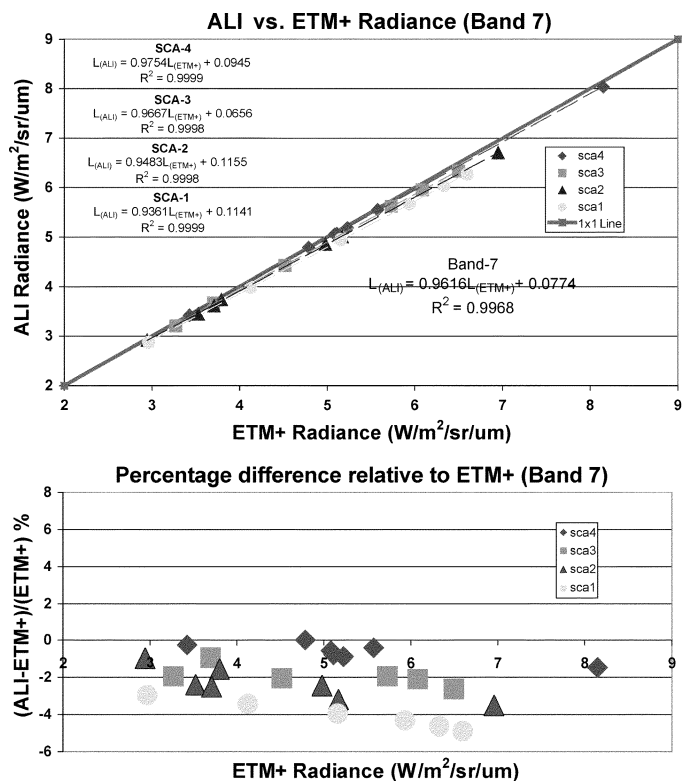 ALI vs. ETM+ Radiance (Band 7)
9
SCA-4
L(ALI) = 0.9754L(ETM+) + 0.0945
R² = 0.9999
8
SCA-3
L(ALI) = 0.9667L(ETM+) + 0.0656
R² = 0.9998
7
SCA-2
L(ALI) = 0.9483L(ETM+) + 0.1155
R² = 0.9998
6
SCA-1
L(ALI) = 0.9361L(ETM+) + 0.1141
R² = 0.9999
5
4
3
2
ALI Radiance (W/m²/sr/um)
sca4
sca3
sca2
sca1
1x1 Line
Band-7
L(ALI) = 0.9616L(ETM+) + 0.0774
R² = 0.9968
2 3 4 5 6 7 8 9
ETM+ Radiance (W/m²/sr/um)
Percentage difference relative to ETM+ (Band 7)
8
6
4
2
0
-2
-4
-6
(ALI-ETM+)/(ETM+) %
sca4
sca3
sca2
sca1
2 3 4 5 6 7 8 9
ETM+ Radiance (W/m²/sr/um)